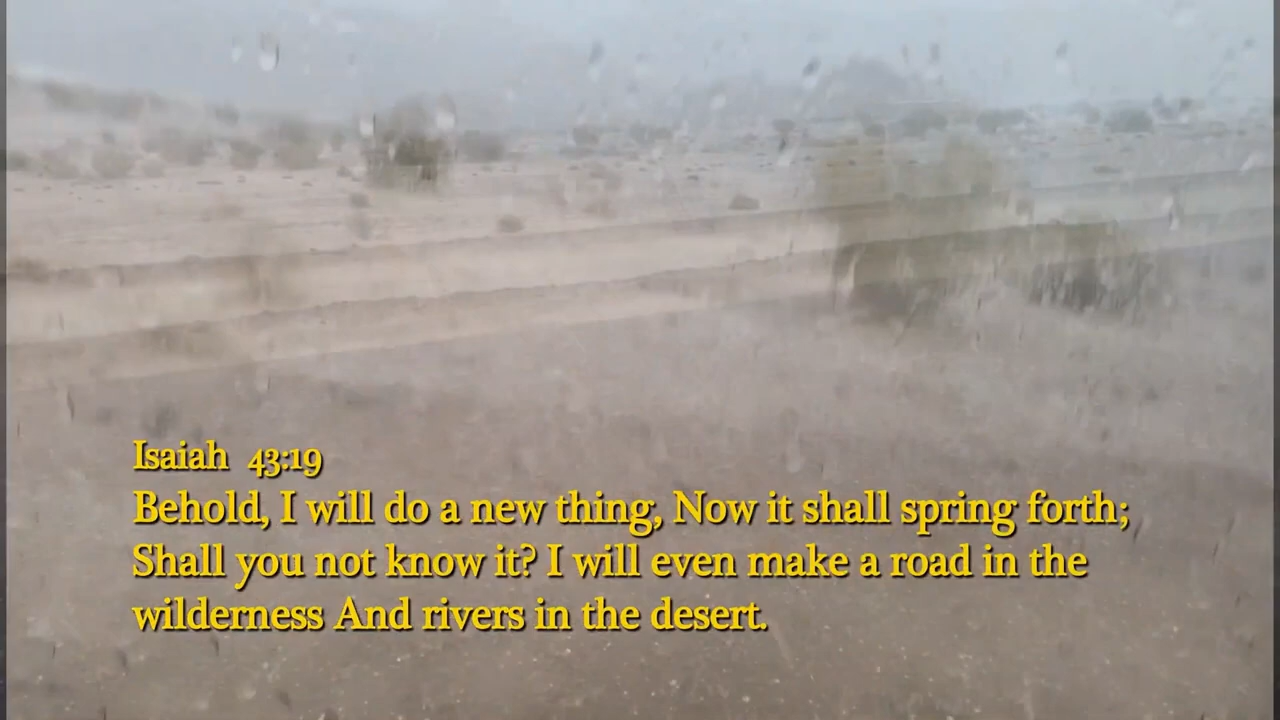 Isaiah 43:19
Behold, I will do a new thing, Now it shall spring forth;
Shall you not know it? I will even make a road in the
wilderness And rivers in the desert.